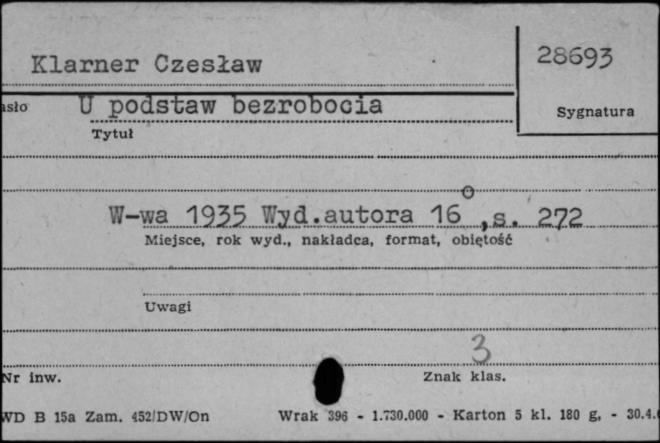 Klarner Czesław
28693
Sygnatura
asło U podstaw bezrobocia
Tytuł
W-wa 1935 Wyd.autora 16o,s. 272
Miejsce, rok wyd., nakładca, format, obiętość
Uwagi
3
Nr inw.
Znak klas.
WD B 15a Zam. 452/DW/On Wrak 396 - 1.730.000 - Karton 5 kl. 180 g, - 30.4.